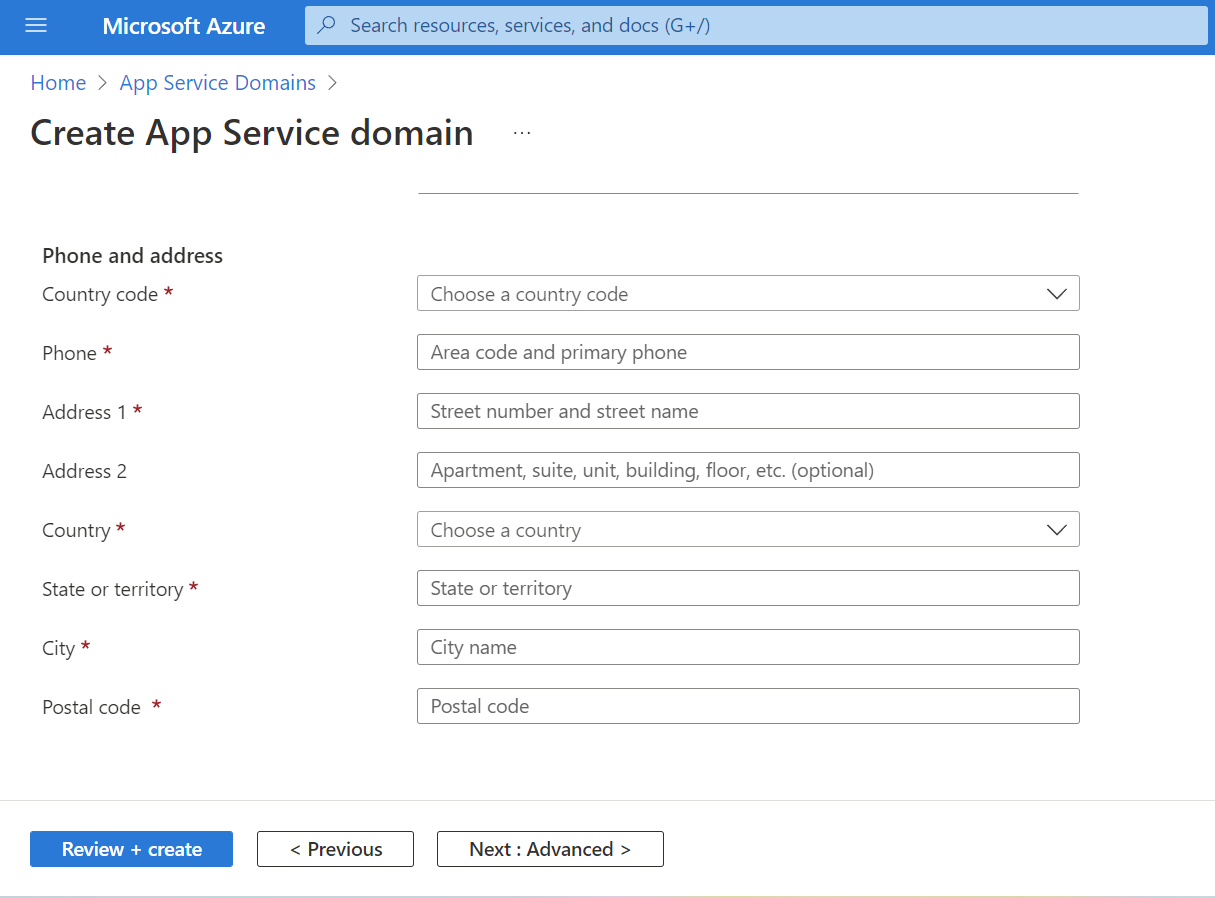 Microsoft Azure
Search resources, services, and docs (G+/)
Home > App Service Domains >
Create App Service domain ...
Phone and address
Country code *
Choose a country code
Phone *
Area code and primary phone
Address 1 *
Street number and street name
Address 2
Apartment, suite, unit, building, floor, etc. (optional)
Country *
Choose a country
State or territory *
State or territory
City *
City name
Postal code *
Postal code
Review + create
< Previous
Next : Advanced >